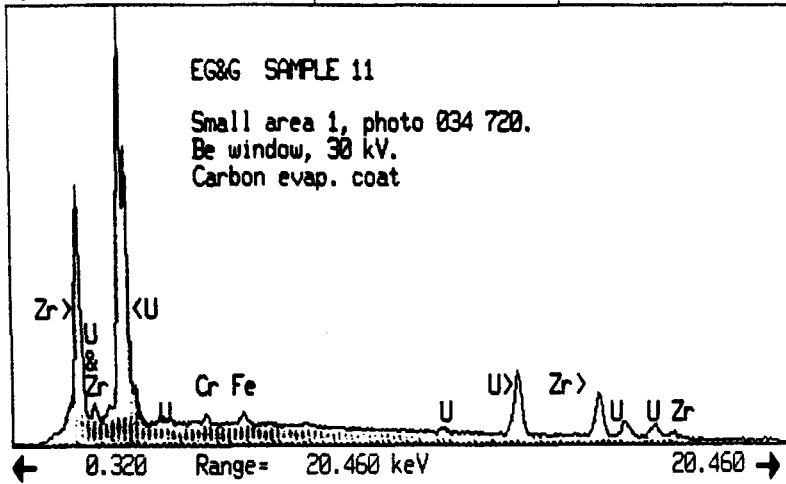 EG&G SAMPLE 11
Small area 1, photo 034 720.
Be window, 30 kV.
Carbon evap. coat
Zr>
<U
U
&
Zr
U
Cr Fe
U
U>
Zr>
U
U
Zr
← 0.320 Range= 20.460 keV 20.460 →